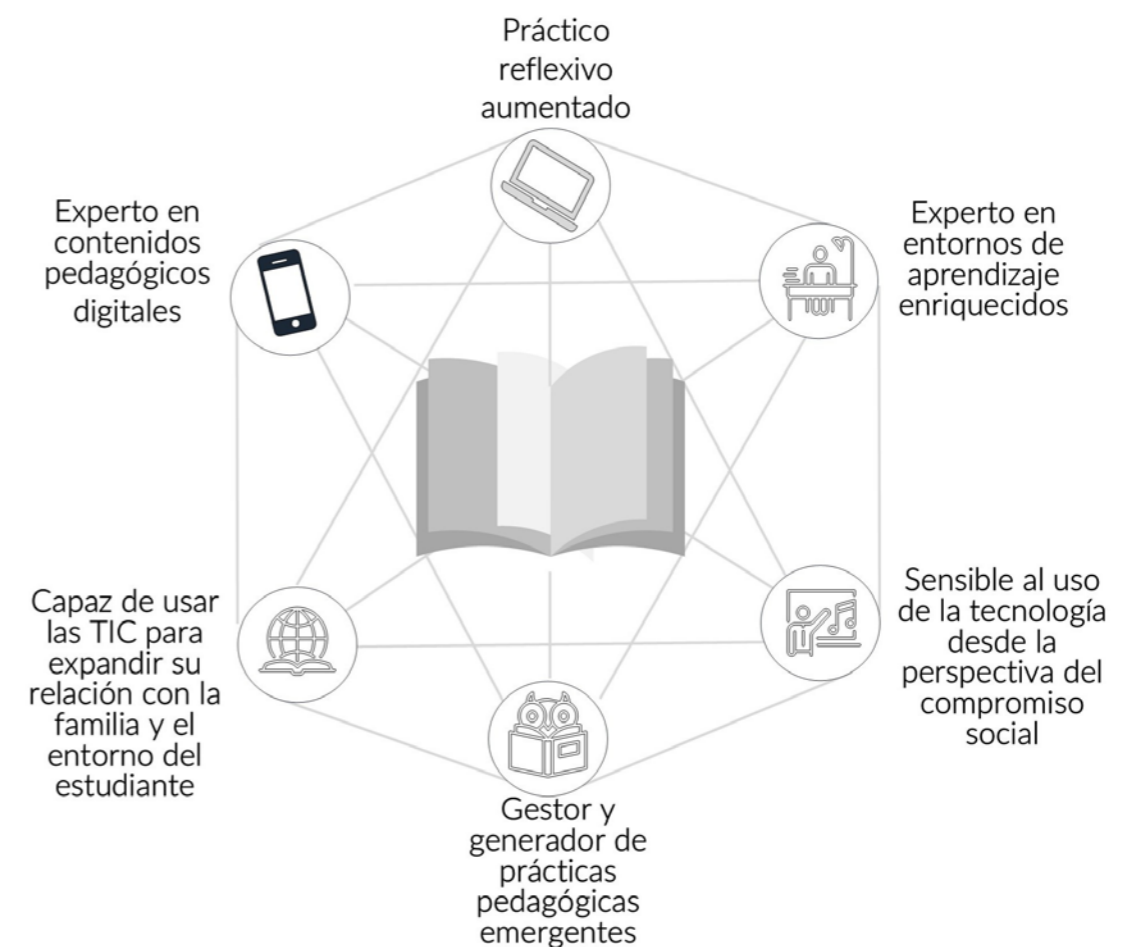 Práctico
reflexivo
aumentado
Experto en
contenidos
pedagógicos
digitales
Experto en
entornos de
aprendizaje
enriquecidos
Capaz de usar
las TIC para
expandir su
relación con la
familia y el
entorno del
estudiante
Sensible al uso
de la tecnología
desde la
perspectiva del
compromiso
social
Gestor y
generador de
prácticas
pedagógicas
emergentes